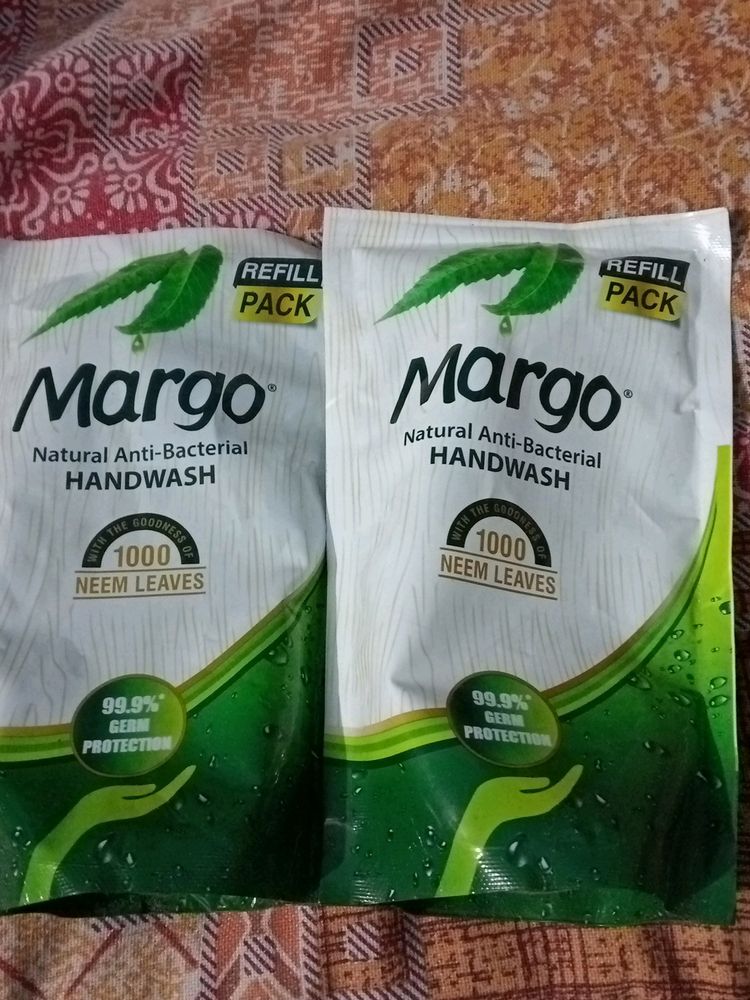 REFILL
PACK
Margo®
Natural Anti-Bacterial
HANDWASH
WITH THE GOODNESS OF
1000
NEEM LEAVES
99.9%*
GERM
PROTECTION
REFILL
PACK
Margo®
Natural Anti-Bacterial
HANDWASH
WITH THE GOODNESS OF
1000
NEEM LEAVES
99.9%*
GERM
PROTECTION